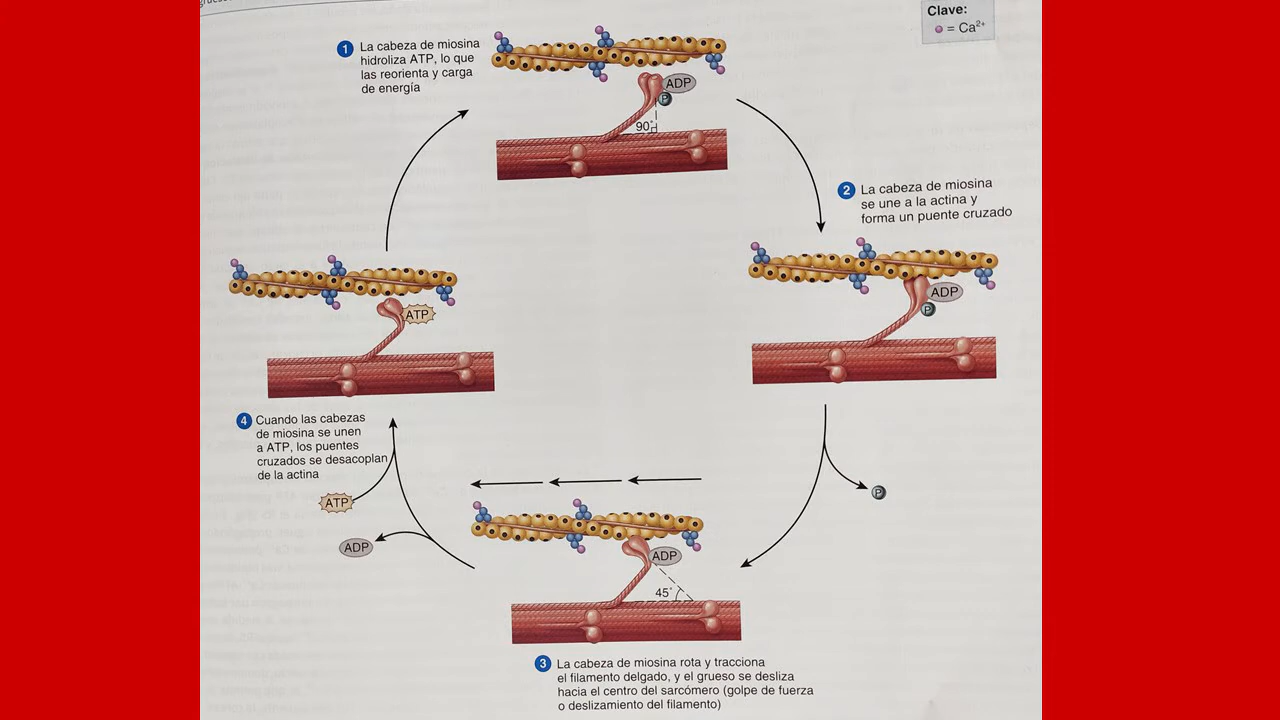 Clave:
= Ca2+
1 La cabeza de miosina
hidroliza ATP, lo que
las reorienta y carga
de energía
ADP
P
90°
2 La cabeza de miosina
se une a la actina y
forma un puente cruzado
ADP
P
ATP
4 Cuando las cabezas
de miosina se unen
a ATP, los puentes
cruzados se desacoplan
de la actina
ATP
ADP
P
ADP
45°
3 La cabeza de miosina rota y tracciona
el filamento delgado, y el grueso se desliza
hacia el centro del sarcómero (golpe de fuerza
o deslizamiento del filamento)